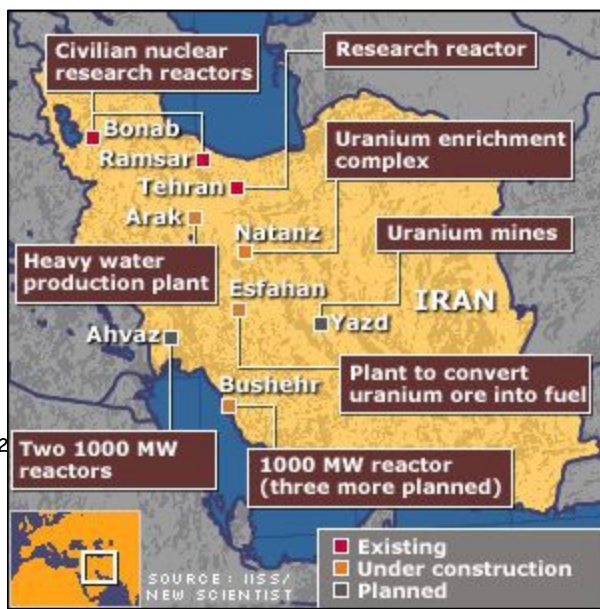 Civilian nuclear
research reactors
Research reactor
Bonab
Ramsar
Tehran
Uranium enrichment
complex
Arak
Natanz
Uranium mines
Heavy water
production plant
Esfahan
IRAN
Yazd
Ahvaz
Plant to convert
uranium ore into fuel
Bushehr
2
Two 1000 MW
reactors
1000 MW reactor
(three more planned)
Existing
Under construction
Planned
SOURCE: IISS/
NEW SCIENTIST